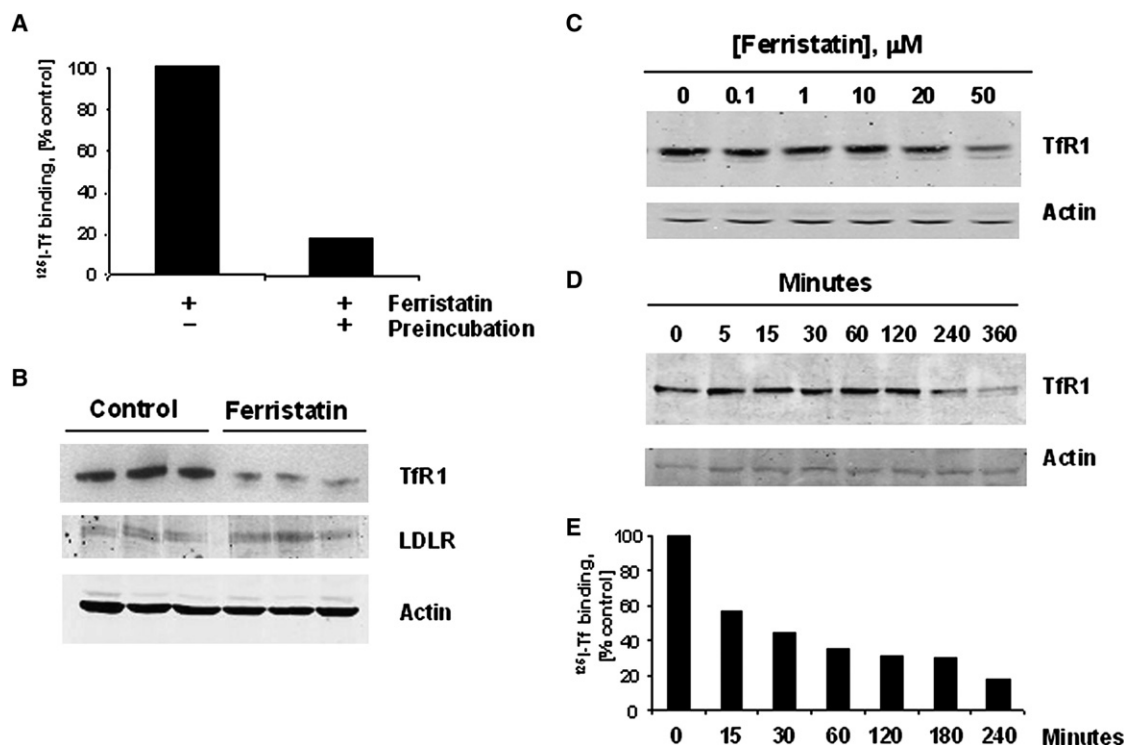 A
¹²⁵I-Tf binding, [% control]
100
80
60
40
20
0
+ + Ferristatin
− + Preincubation
B
Control Ferristatin
TfR1
LDLR
Actin
C
[Ferristatin], µM
0 0.1 1 10 20 50
TfR1
Actin
D
Minutes
0 5 15 30 60 120 240 360
TfR1
Actin
E
¹²⁵I-Tf binding,
[% control]
100
80
60
40
20
0
0 15 30 60 120 180 240 Minutes